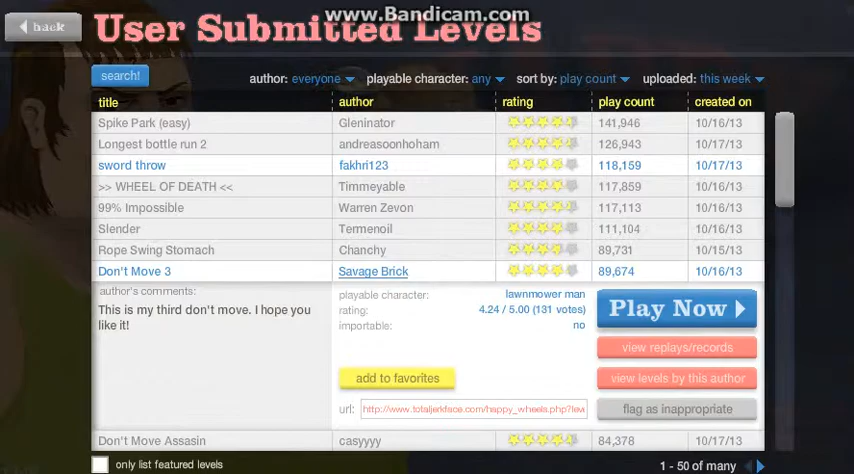 www.Bandicam.com
back
User Submitted Levels
search!
author: everyone playable character: any sort by: play count uploaded: this week
title author rating play count created on
Spike Park (easy) Gleninator 141,946 10/16/13
Longest bottle run 2 andreasoonhoham 126,943 10/17/13
sword throw fakhri123 118,159 10/17/13
>> WHEEL OF DEATH << Timmeyable 117,859 10/16/13
99% Impossible Warren Zevon 117,113 10/16/13
Slender Termenoil 111,104 10/16/13
Rope Swing Stomach Chanchy 89,731 10/15/13
Don't Move 3 Savage Brick 89,674 10/16/13
author's comments:
This is my third don't move. I hope you
like it!
playable character: lawnmower man
rating: 4.24 / 5.00 (131 votes)
importable: no
Play Now
view replays/records
add to favorites
view levels by this author
url: http://www.totaljerkface.com/happy_wheels.php?lev
flag as inappropriate
Don't Move Assasin casyyyy 84,378 10/17/13
only list featured levels
1 - 50 of many